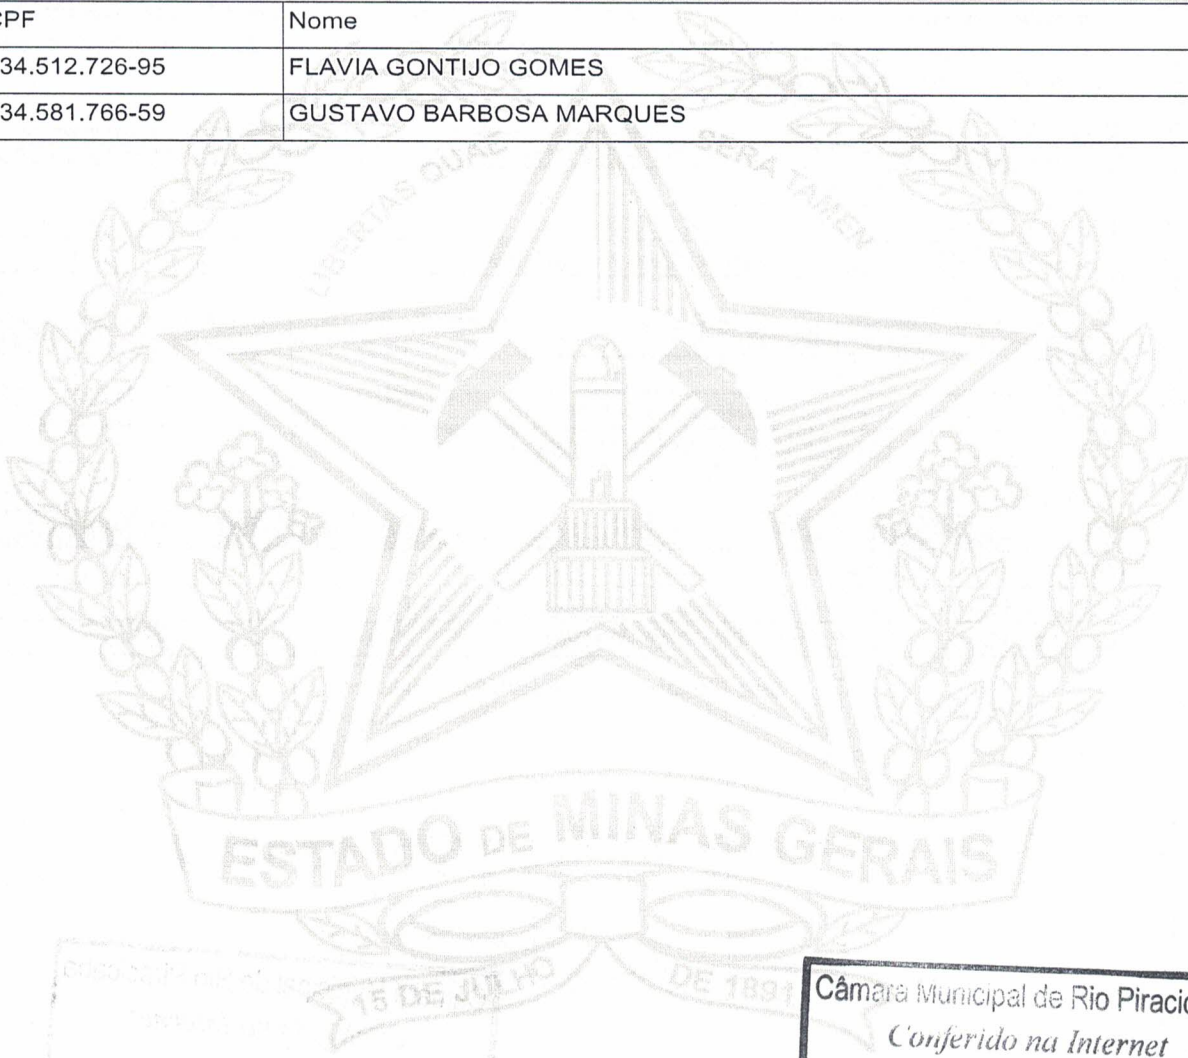 CPF Nome
34.512.726-95 FLAVIA GONTIJO GOMES
34.581.766-59 GUSTAVO BARBOSA MARQUES
LIBERTAS QUAE SERA TAMEN
ESTADO DE MINAS GERAIS
15 DE JULHO DE 1891
Câmara Municipal de Rio Piracic
Conferido na Internet